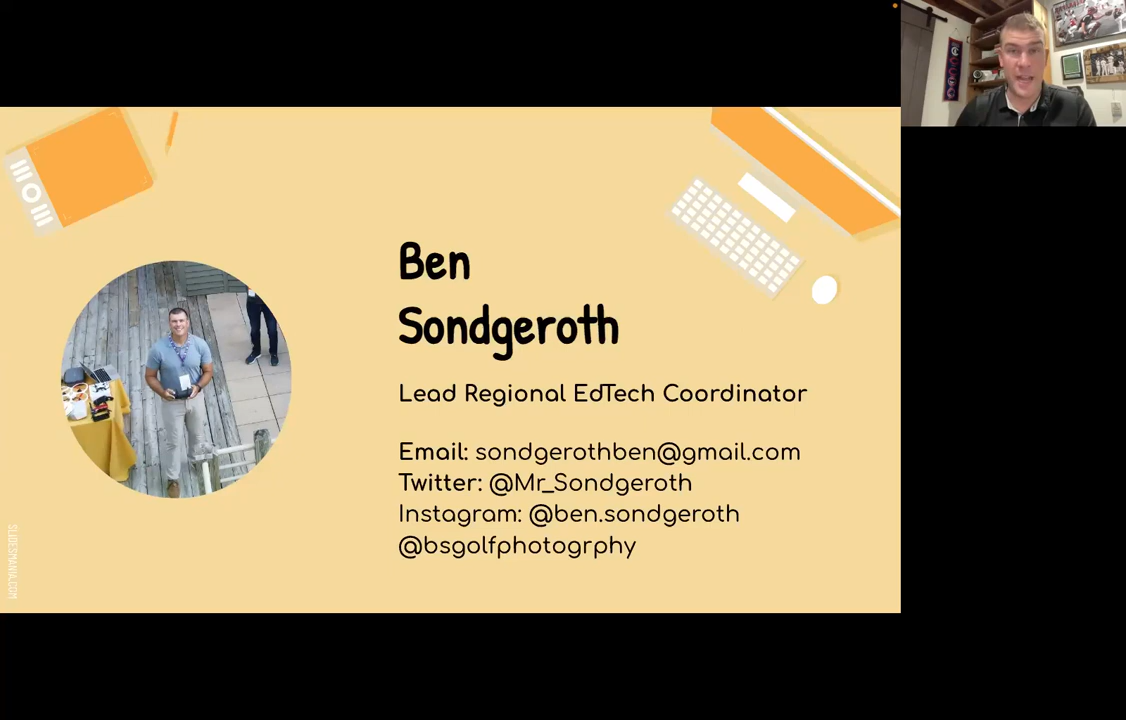 Ben
Sondgeroth
Lead Regional EdTech Coordinator
Email: sondgerothben@gmail.com
Twitter: @Mr_Sondgeroth
Instagram: @ben.sondgeroth
@bsgolfphotogrphy
SLIDESMANIA.COM